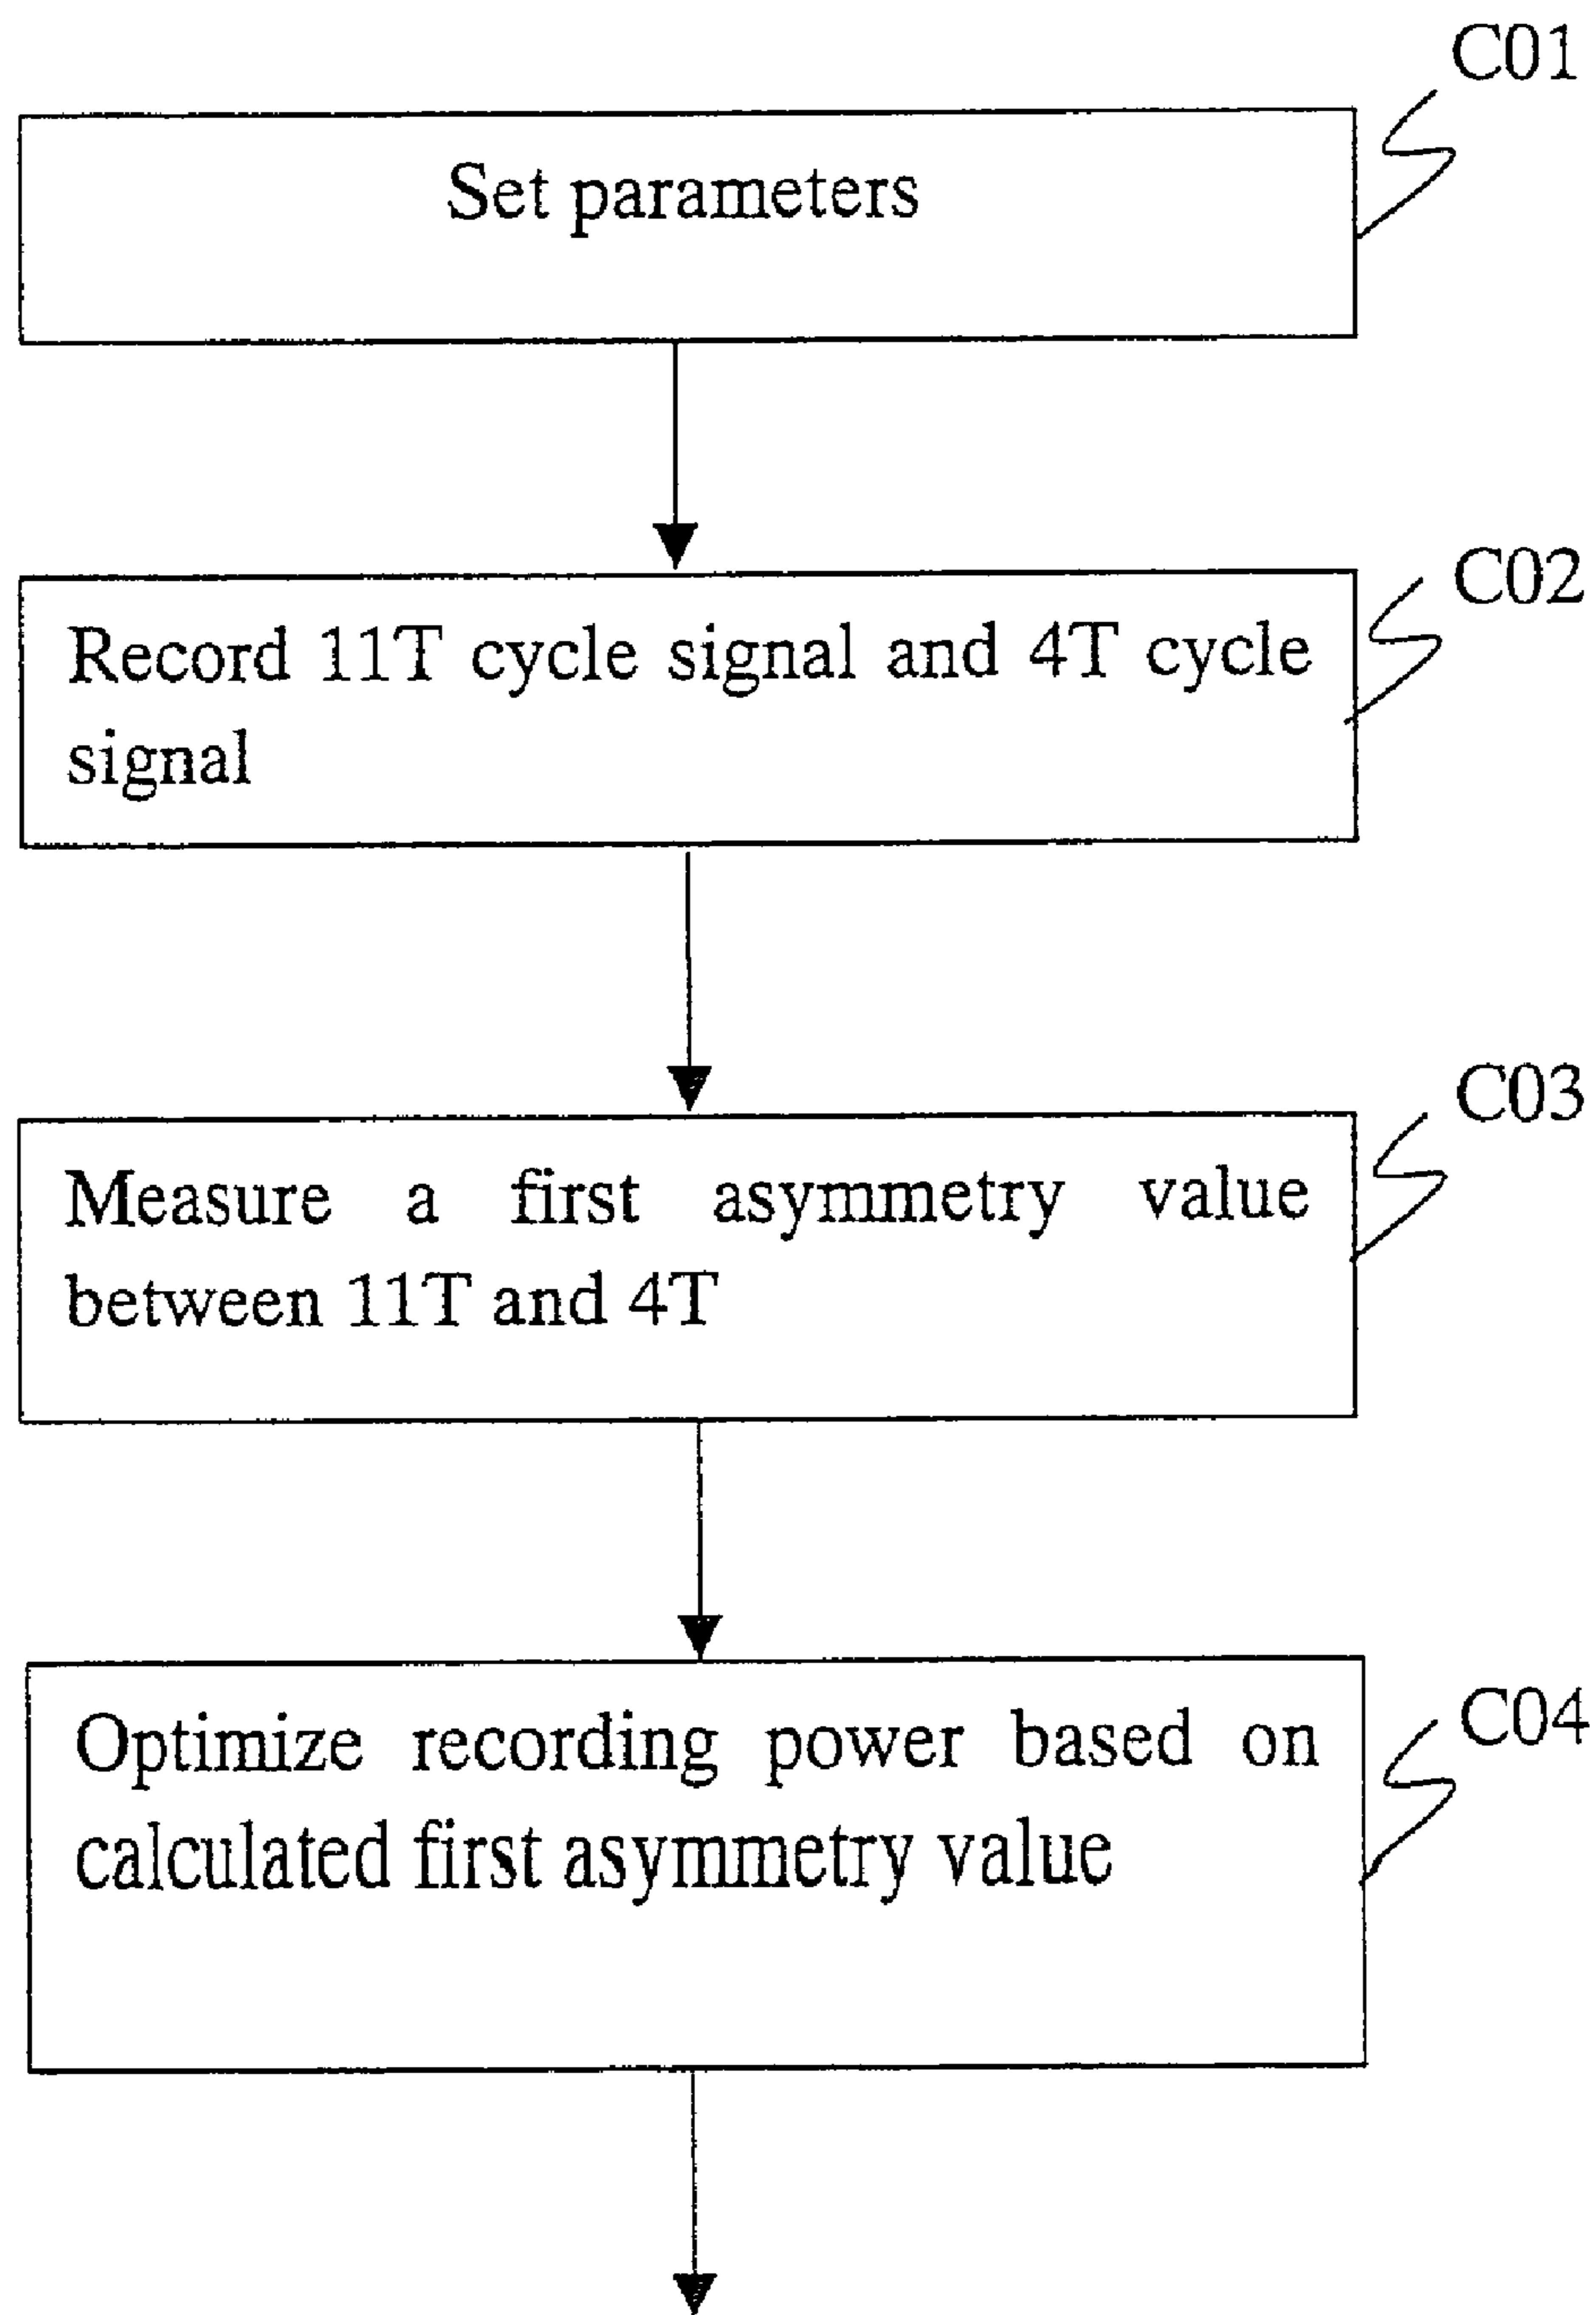 C01
Set parameters
C02
Record 11T cycle signal and 4T cycle
signal
C03
Measure a first asymmetry value
between 11T and 4T
C04
Optimize recording power based on
calculated first asymmetry value